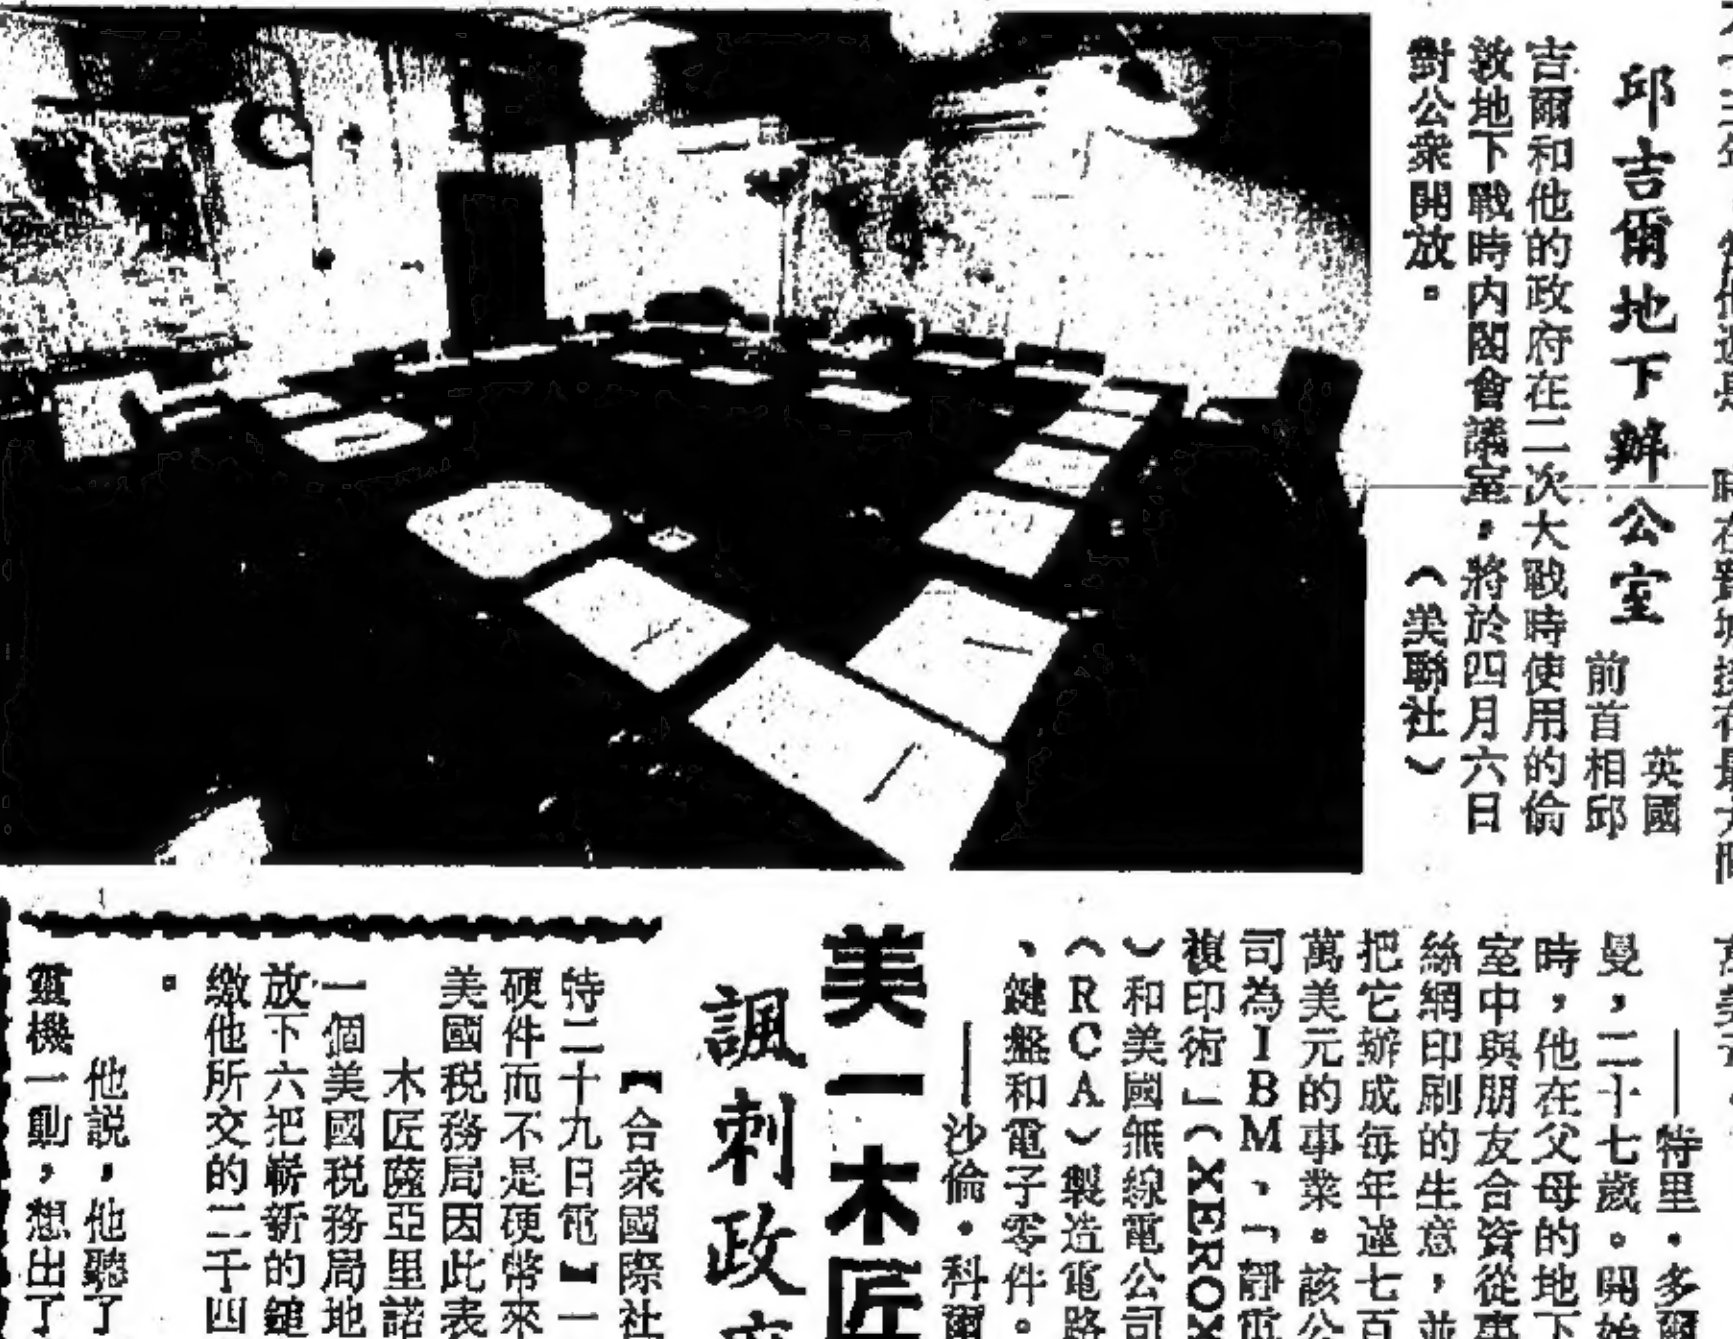 邱吉爾地下辦公室
英國
前首相邱
吉爾和他的政府在二次大戰時使用的倫
敦地下戰時內閣會議室，將於四月六日
對公衆開放。
（美聯社）
——特里·多爾
曼，二十七歲。開始
時，他在父母的地下
室中與朋友合資從事
絲網印刷的生意，並
把它辦成每年達七百
萬美元的事業。該公
司為IBM、「靜電
複印術」（XEROX
）和美國無線電公司
（RCA）製造電路
、鍵盤和電子零件。
——沙倫·科爾
美一木匠
諷刺政府
【合衆國際社
特二十九日電】一
硬件而不是硬幣來
美國税務局因此表
木匠薩亞里諾
一個美國税務局地
放下六把嶄新的鎚
繳他所交的二千四
。
他説，他聽了
靈機一動，想出了